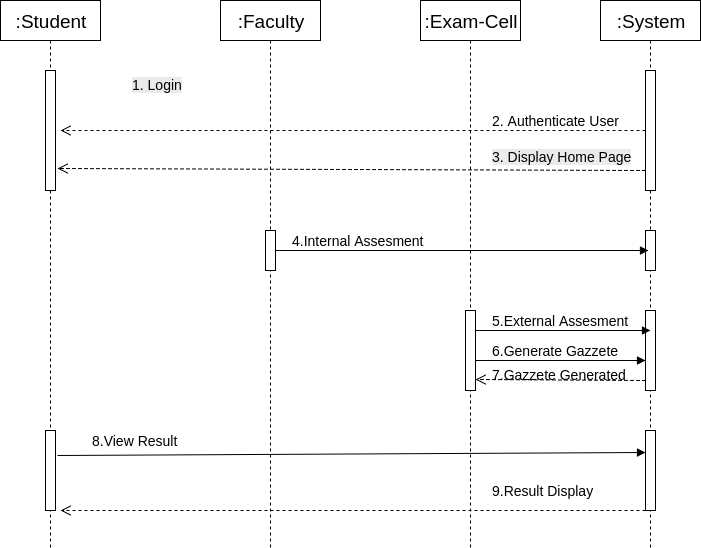 :Student
:Faculty
:Exam-Cell
:System
1. Login
2. Authenticate User
3. Display Home Page
4.Internal Assesment
5.External Assesment
6.Generate Gazzete
7.Gazzete Generated
8.View Result
9.Result Display